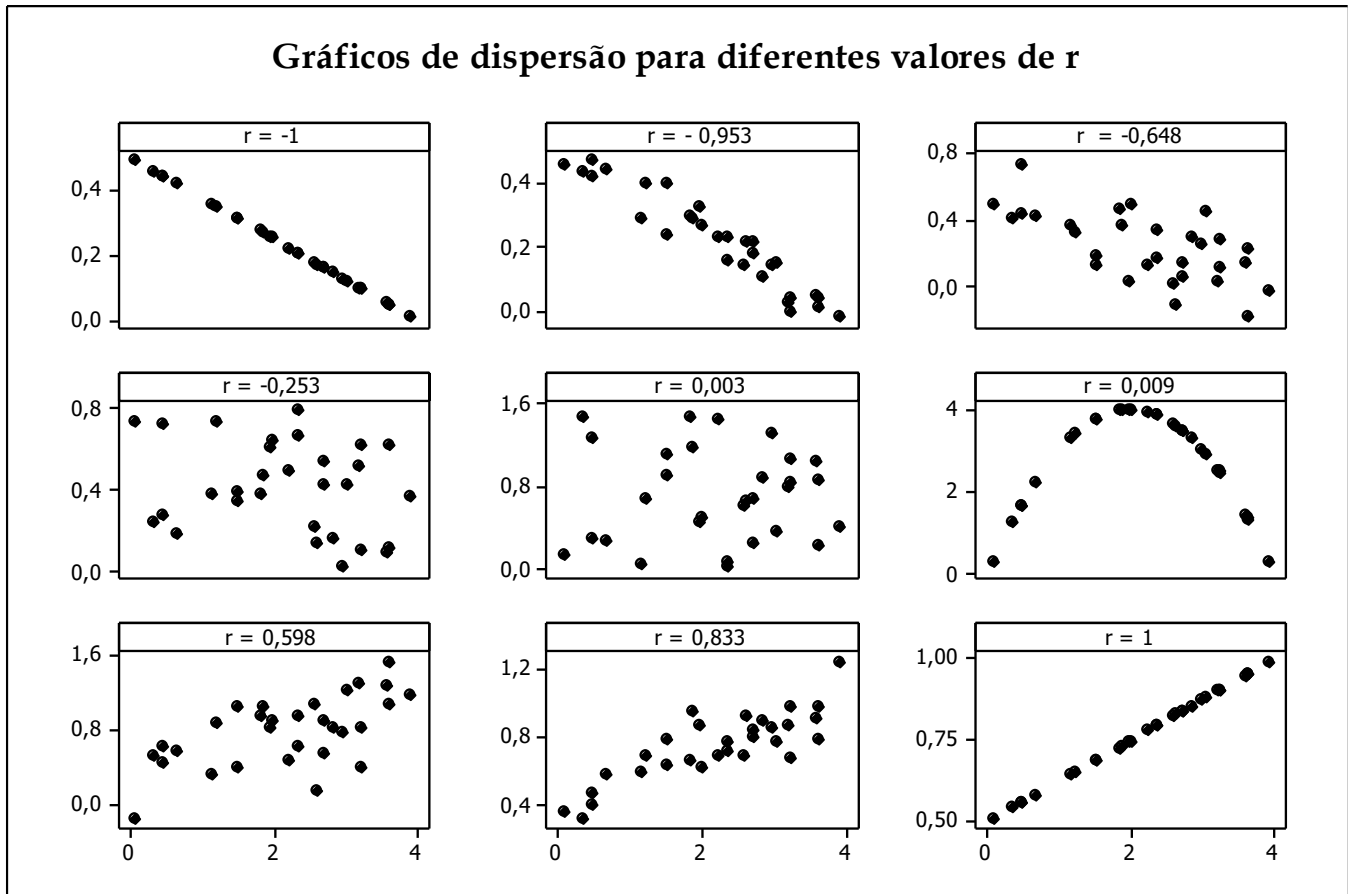 Gráficos de dispersão para diferentes valores de r
r = -1
r = - 0,953
r = -0,648
0,4
0,2
0,0
0,4
0,2
0,0
0,8
0,4
0,0
r = -0,253
r = 0,003
r = 0,009
0,8
0,4
0,0
1,6
0,8
0,0
4
2
0
r = 0,598
r = 0,833
r = 1
1,6
0,8
0,0
1,2
0,8
0,4
1,00
0,75
0,50
0 2 4
0 2 4
0 2 4